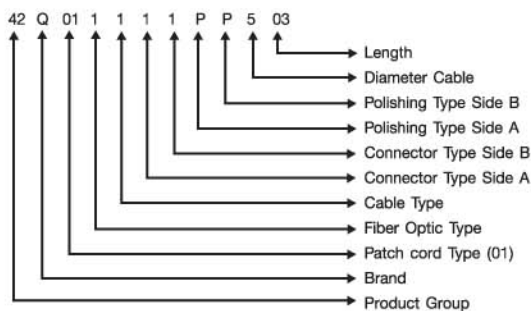 42 Q 01 1 1 1 1 P P 5 03
Length
Diameter Cable
Polishing Type Side B
Polishing Type Side A
Connector Type Side B
Connector Type Side A
Cable Type
Fiber Optic Type
Patch cord Type (01)
Brand
Product Group